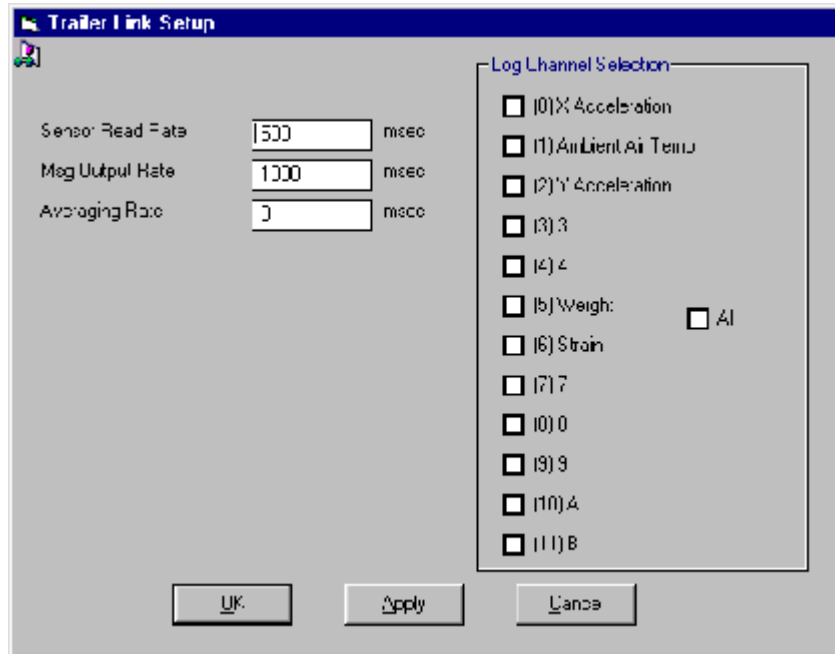 Trailer Link Setup
Sensor Read Rate 500 msec
Msg Output Rate 1000 msec
Averaging Rate 0 msec
Log Channel Selection
(0) X Acceleration
(1) Ambient Air Temp
(2) Y Acceleration
(3) 3
(4) 4
(5) Weight
(6) Strain
(7) 7
(8) 8
(9) 9
(10) A
(11) B
All
OK Apply Cancel